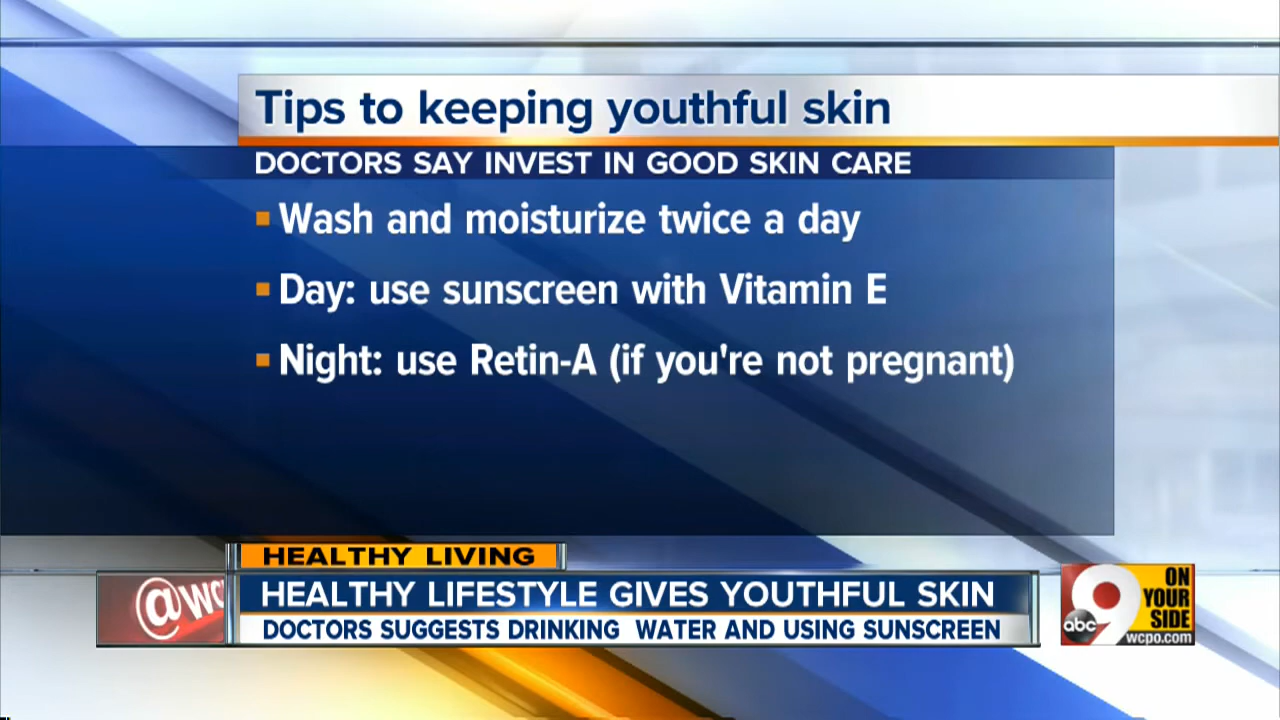 Tips to keeping youthful skin
DOCTORS SAY INVEST IN GOOD SKIN CARE
Wash and moisturize twice a day
Day: use sunscreen with Vitamin E
Night: use Retin-A (if you're not pregnant)
HEALTHY LIVING
@WC
HEALTHY LIFESTYLE GIVES YOUTHFUL SKIN
DOCTORS SUGGESTS DRINKING WATER AND USING SUNSCREEN
abc 9 ON YOUR SIDE
wcpo.com